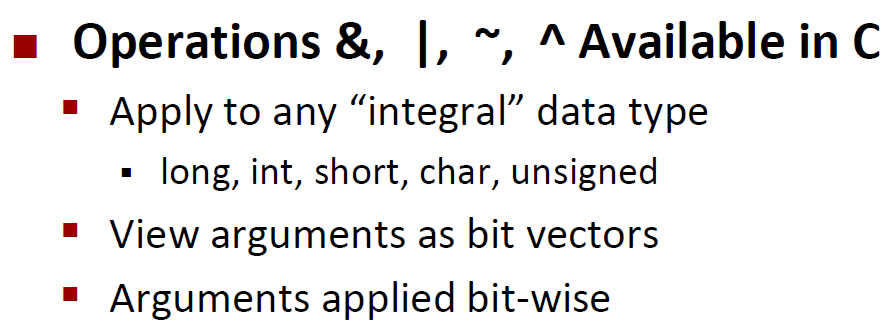 Operations &, |, ~, ^ Available in C
Apply to any “integral” data type
long, int, short, char, unsigned
View arguments as bit vectors
Arguments applied bit-wise